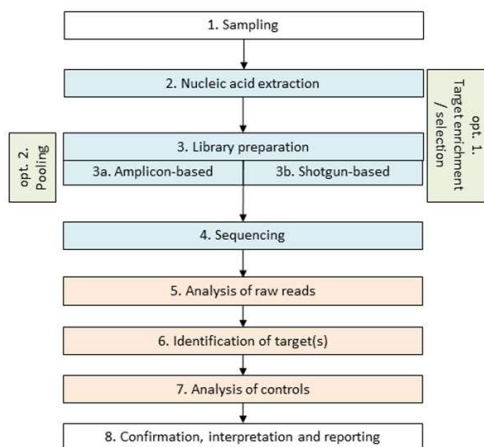 1. Sampling
2. Nucleic acid extraction
opt. 1.
Target enrichment
/ selection
opt. 2.
Pooling
3. Library preparation
3a. Amplicon-based
3b. Shotgun-based
4. Sequencing
5. Analysis of raw reads
6. Identification of target(s)
7. Analysis of controls
8. Confirmation, interpretation and reporting